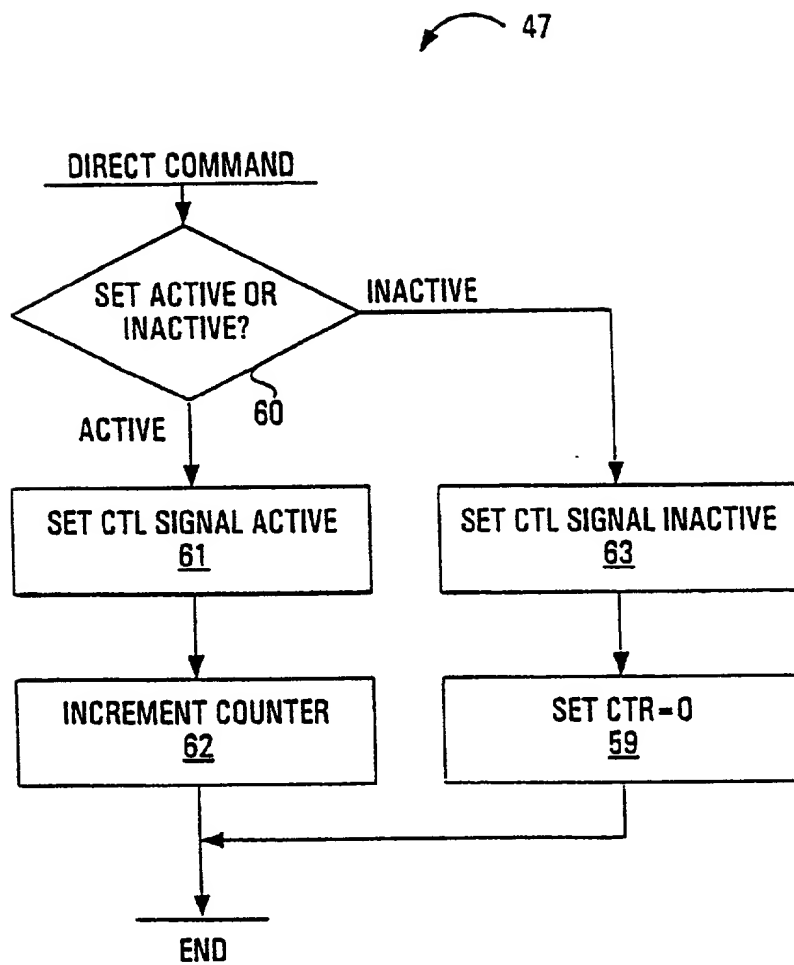 47
DIRECT COMMAND
SET ACTIVE OR
INACTIVE?
INACTIVE
60
ACTIVE
SET CTL SIGNAL ACTIVE
61
SET CTL SIGNAL INACTIVE
63
INCREMENT COUNTER
62
SET CTR=0
59
END